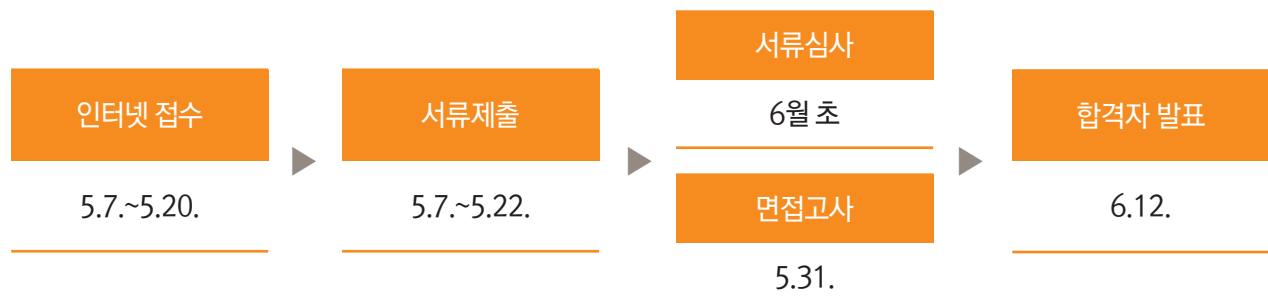 인터넷 접수
5.7.~5.20.
서류제출
5.7.~5.22.
서류심사
6월 초
면접고사
5.31.
합격자 발표
6.12.